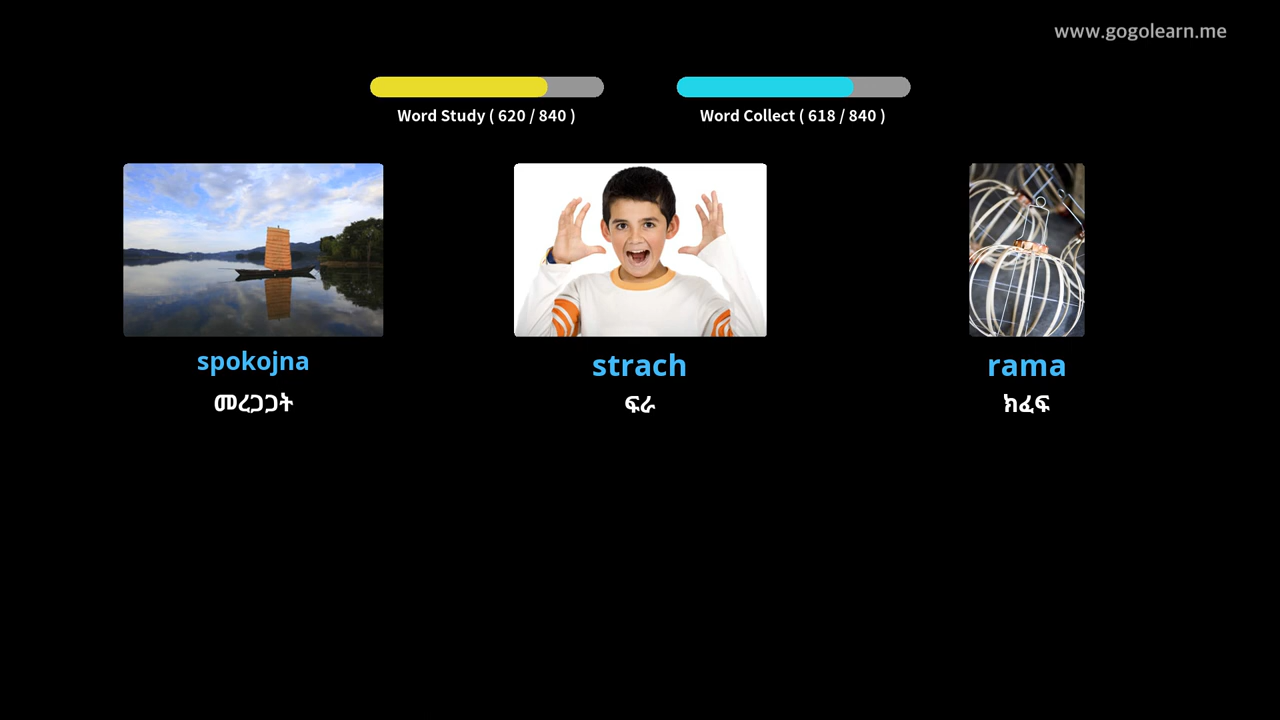 www.gogolearn.me
Word Study ( 620 / 840 )
Word Collect ( 618 / 840 )
spokojna
መረጋጋት
strach
ፍራ
rama
ክፈፍ